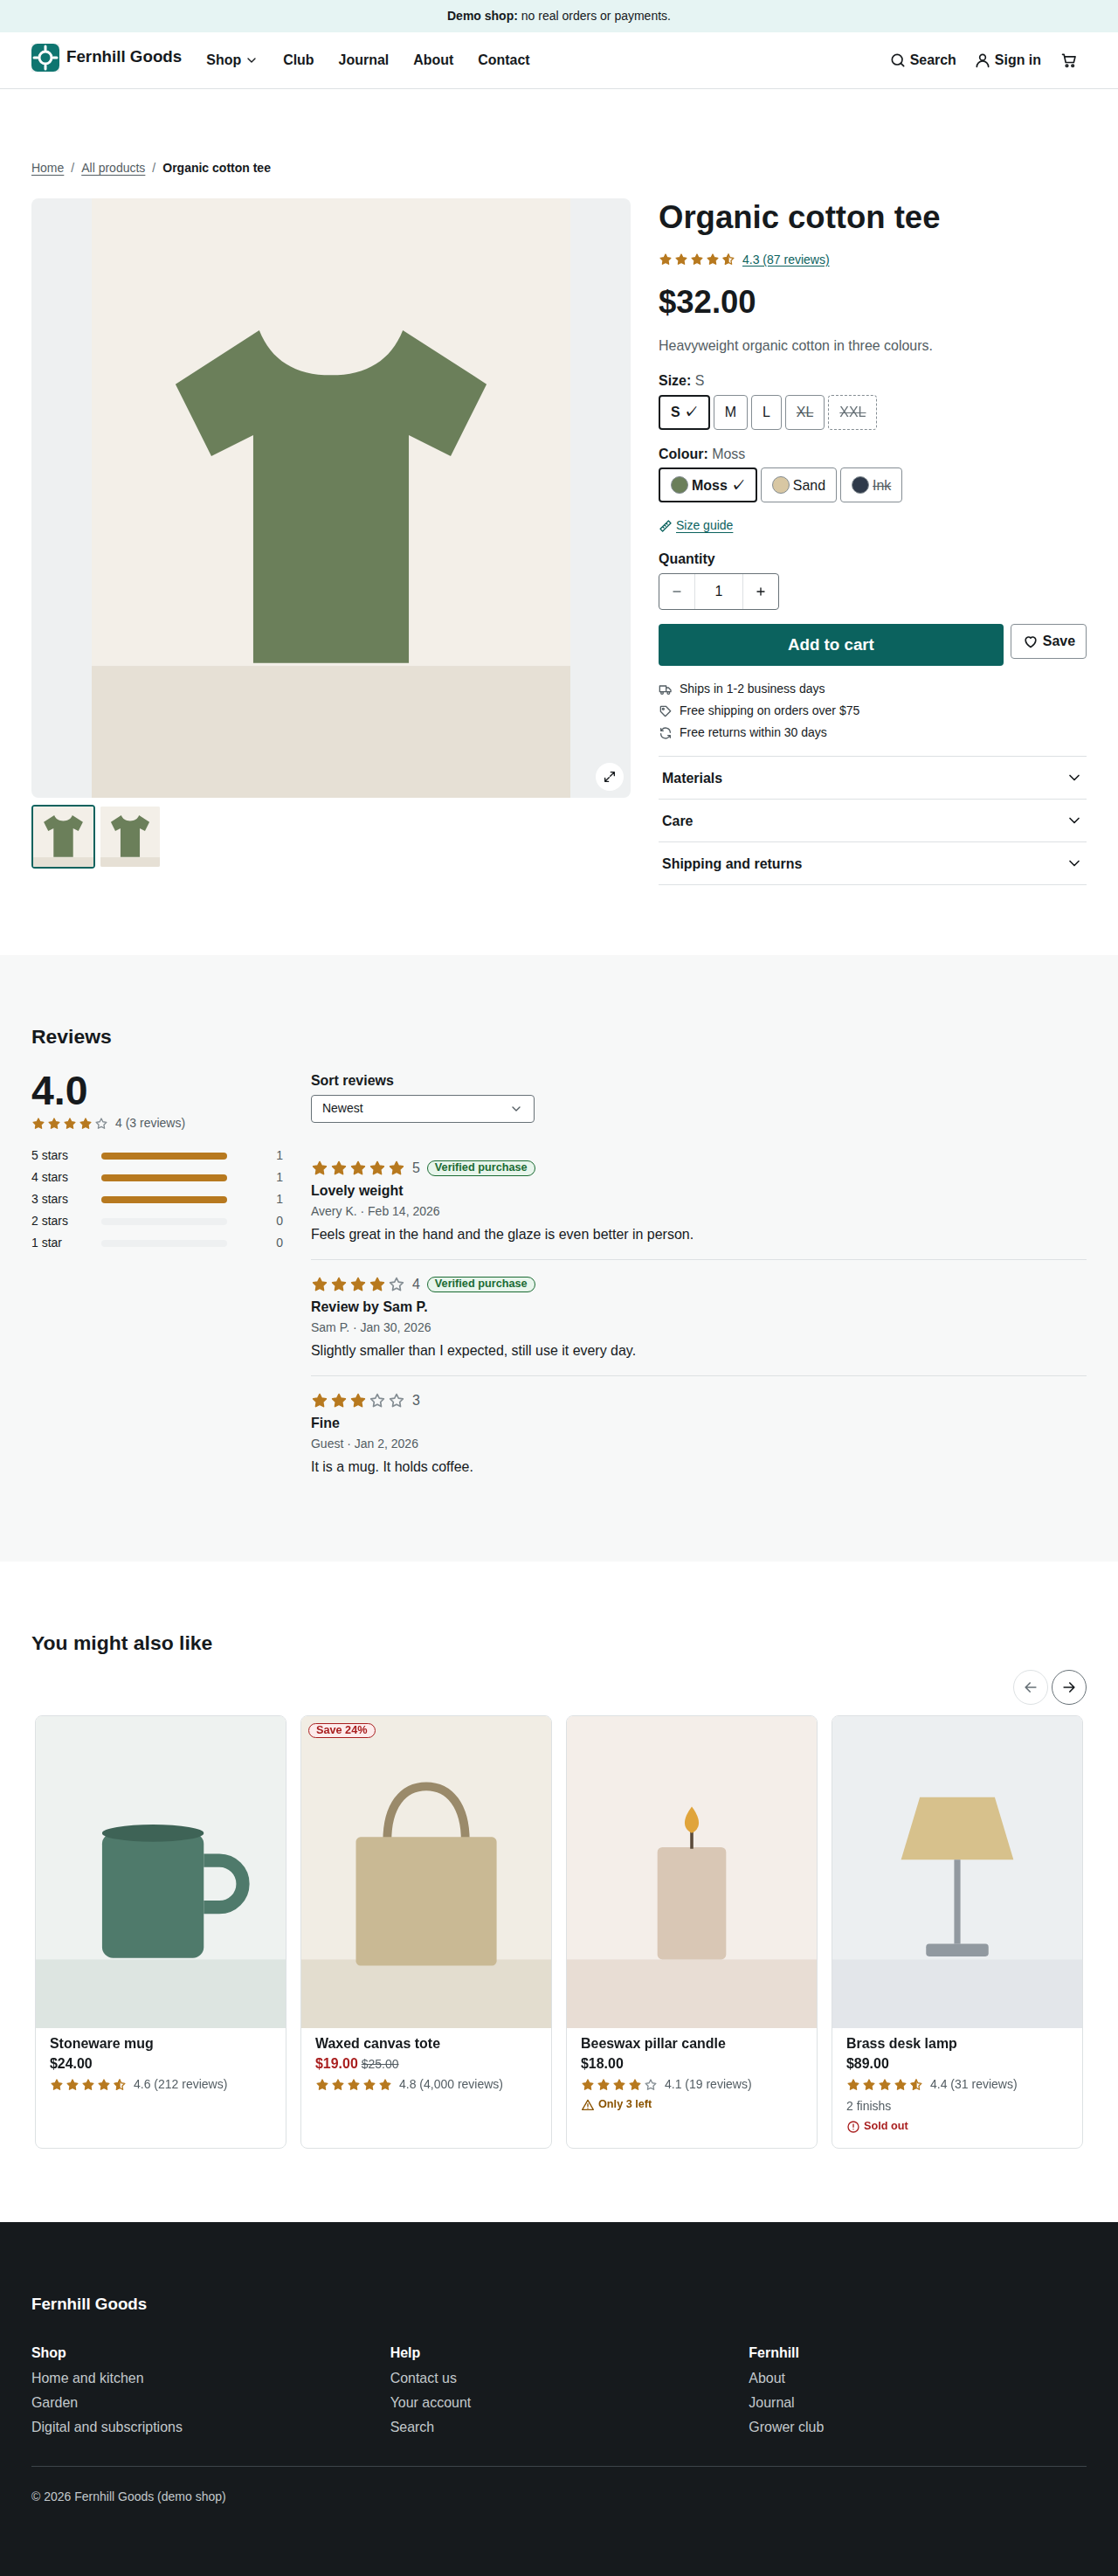 Demo shop: no real orders or payments.
Fernhill Goods Shop Club Journal About Contact Search Sign in
Home / All products / Organic cotton tee
Organic cotton tee
4.3 (87 reviews)
$32.00
Heavyweight organic cotton in three colours.
Size: S
S M L XL XXL
Colour: Moss
Moss Sand Ink
Size guide
Quantity
− 1 +
Add to cart Save
Ships in 1-2 business days
Free shipping on orders over $75
Free returns within 30 days
Materials
Care
Shipping and returns
Reviews
4.0
4 (3 reviews)
5 stars 1
4 stars 1
3 stars 1
2 stars 0
1 star 0
Sort reviews
Newest
5 Verified purchase
Lovely weight
Avery K. · Feb 14, 2026
Feels great in the hand and the glaze is even better in person.
4 Verified purchase
Review by Sam P.
Sam P. · Jan 30, 2026
Slightly smaller than I expected, still use it every day.
3
Fine
Guest · Jan 2, 2026
It is a mug. It holds coffee.
You might also like
Stoneware mug
$24.00
4.6 (212 reviews)
Save 24%
Waxed canvas tote
$19.00 $25.00
4.8 (4,000 reviews)
Beeswax pillar candle
$18.00
4.1 (19 reviews)
Only 3 left
Brass desk lamp
$89.00
4.4 (31 reviews)
2 finishs
Sold out
Fernhill Goods
Shop
Home and kitchen
Garden
Digital and subscriptions
Help
Contact us
Your account
Search
Fernhill
About
Journal
Grower club
© 2026 Fernhill Goods (demo shop)